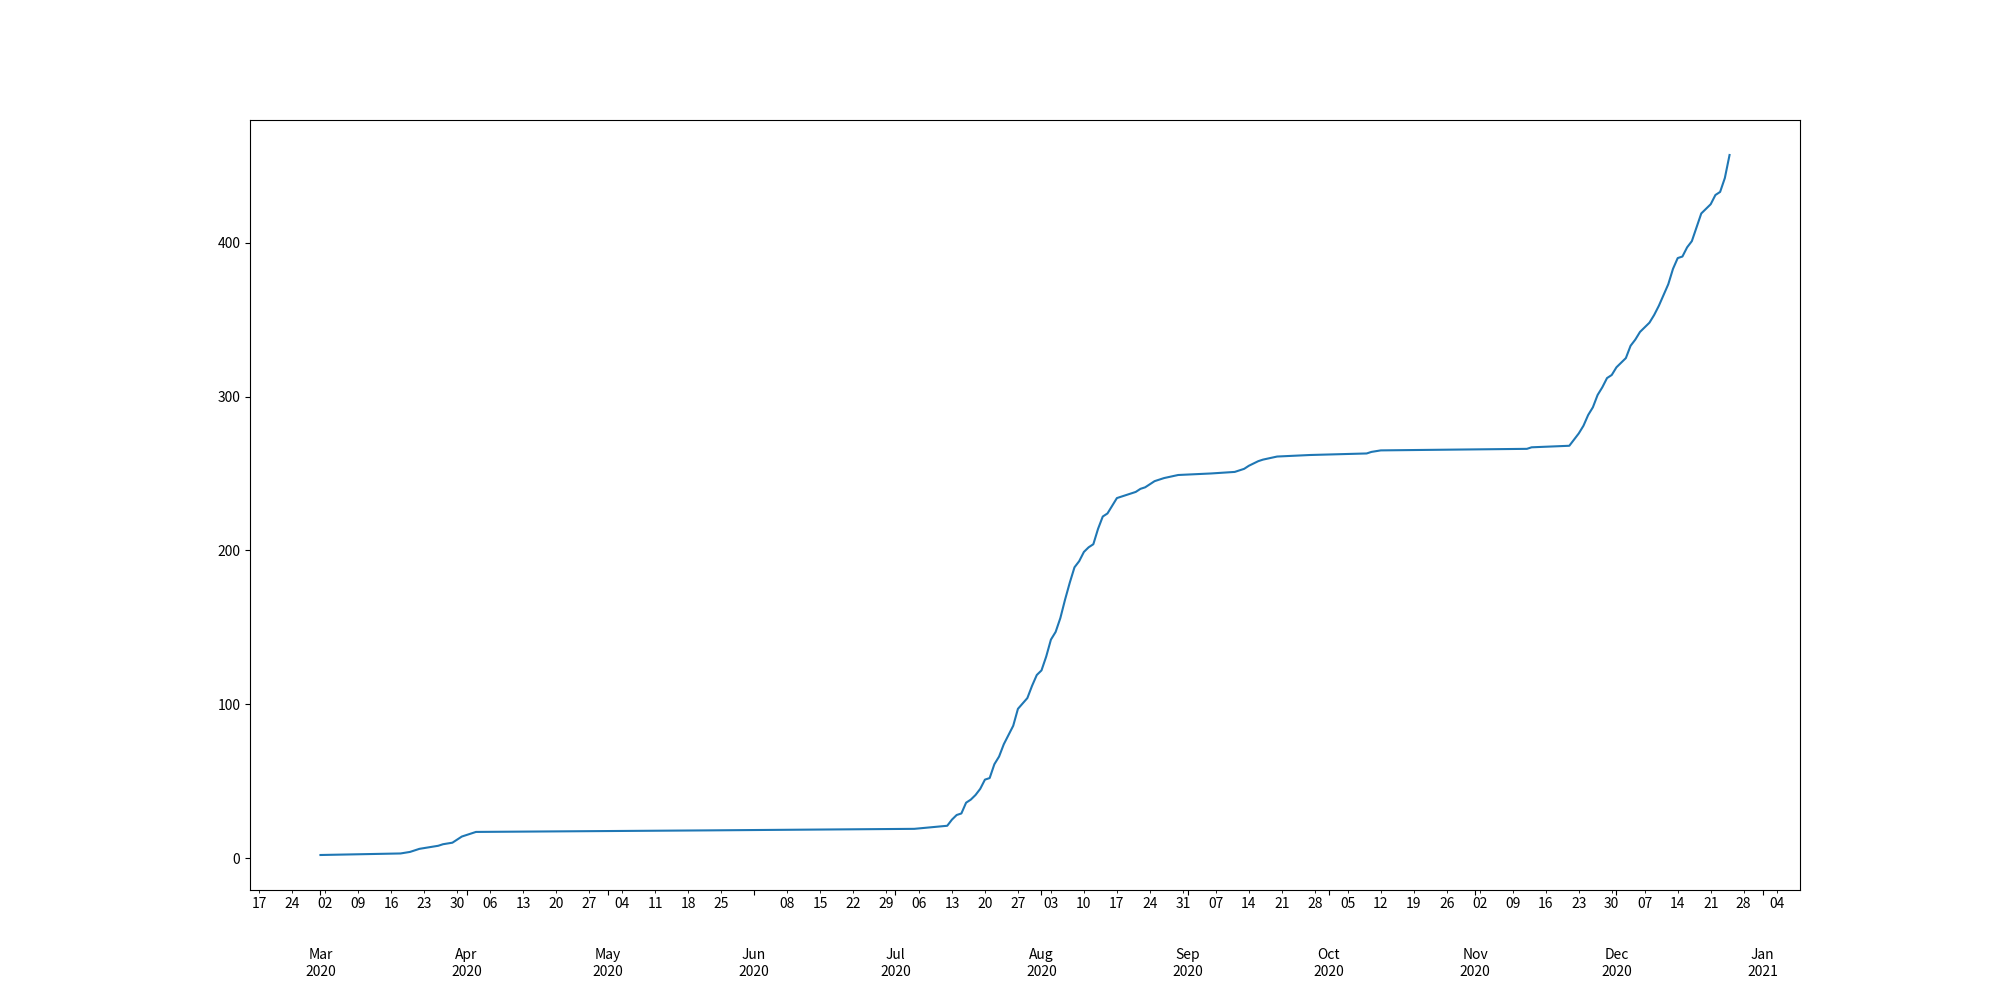 400
300
200
100
0
17 24 02 09 16 23 30 06 13 20 27 04 11 18 25 08 15 22 29 06 13 20 27 03 10 17 24 31 07 14 21 28 05 12 19 26 02 09 16 23 30 07 14 21 28 04
Mar Apr May Jun Jul Aug Sep Oct Nov Dec Jan
2020 2020 2020 2020 2020 2020 2020 2020 2020 2020 2021